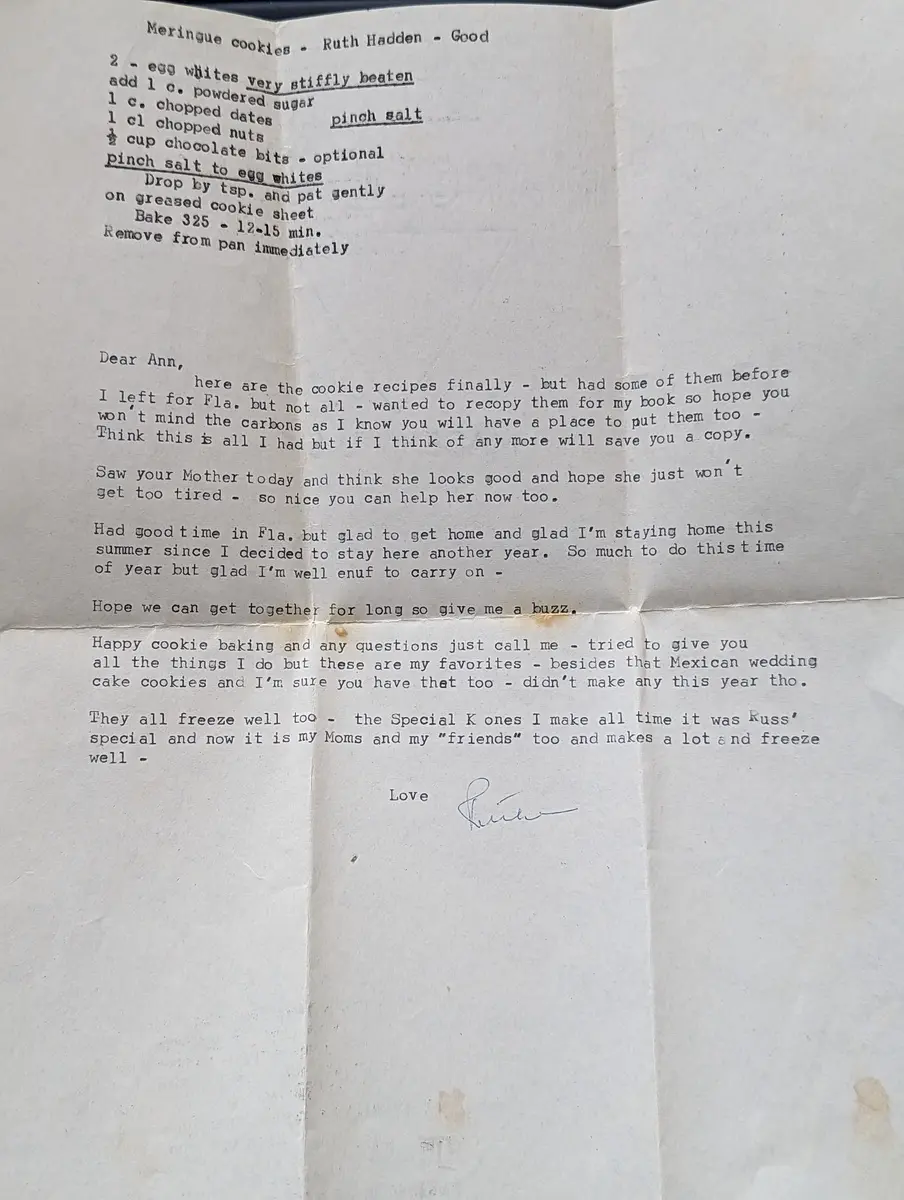 Meringue cookies - Ruth Hadden - Good
2 - egg whites very stiffly beaten
add 1 c. powdered sugar
1 c. chopped dates pinch salt
1 cl chopped nuts
½ cup chocolate bits - optional
pinch salt to egg whites
Drop by tsp. and pat gently
on greased cookie sheet
Bake 325 - 12-15 min.
Remove from pan immediately
Dear Ann,
here are the cookie recipes finally - but had some of them before
I left for Fla. but not all - wanted to recopy them for my book so hope you
won't mind the carbons as I know you will have a place to put them too -
Think this is all I had but if I think of any more will save you a copy.
Saw your Mother today and think she looks good and hope she just won't
get too tired - so nice you can help her now too.
Had good time in Fla. but glad to get home and glad I'm staying home this
summer since I decided to stay here another year. So much to do this time
of year but glad I'm well enuf to carry on -
Hope we can get together for long so give me a buzz.
Happy cookie baking and any questions just call me - tried to give you
all the things I do but these are my favorites - besides that Mexican wedding
cake cookies and I'm sure you have that too - didn't make any this year tho.
They all freeze well too - the Special K ones I make all time it was Russ'
special and now it is my Moms and my "friends" too and makes a lot and freeze
well -
Love